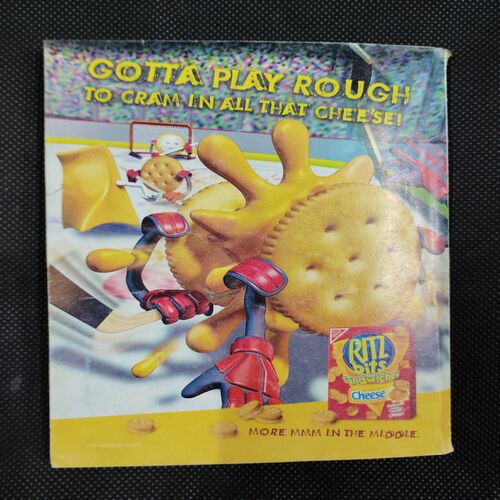 GOTTA PLAY ROUGH
TO CRAM IN ALL THAT CHEESE!
RITZ
Bits
Sandwiches
Cheese
MORE MMM IN THE MIDDLE.